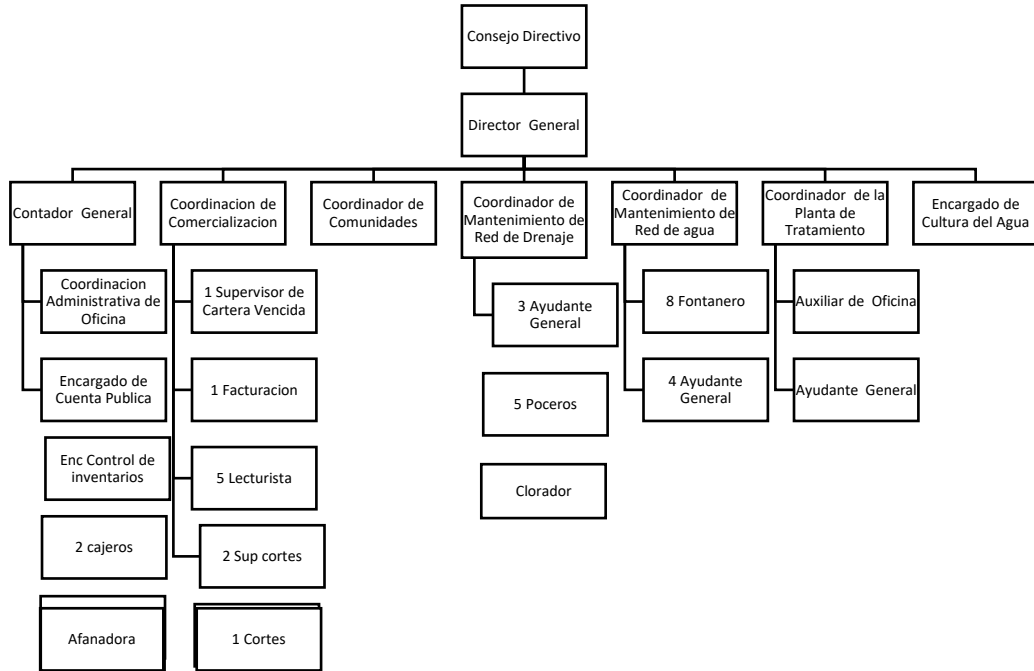 Consejo Directivo
Director General
Contador General
Coordinacion de
Comercializacion
Coordinador de
Comunidades
Coordinador de
Mantenimiento de
Red de Drenaje
Coordinador de
Mantenimiento de
Red de agua
Coordinador de la
Planta de
Tratamiento
Encargado de
Cultura del Agua
Coordinacion
Administrativa de
Oficina
1 Supervisor de
Cartera Vencida
3 Ayudante
General
8 Fontanero
Auxiliar de Oficina
Encargado de
Cuenta Publica
1 Facturacion
5 Poceros
4 Ayudante
General
Ayudante General
Enc Control de
inventarios
5 Lecturista
Clorador
2 cajeros
2 Sup cortes
Afanadora
1 Cortes